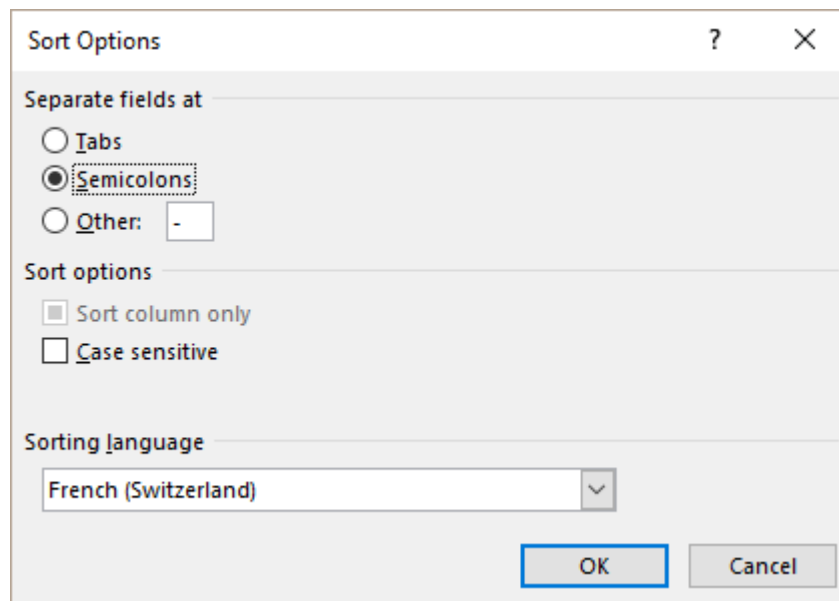 Sort Options ?
Separate fields at
Tabs
Semicolons
Other: -
Sort options
Sort column only
Case sensitive
Sorting language
French (Switzerland)
OK Cancel